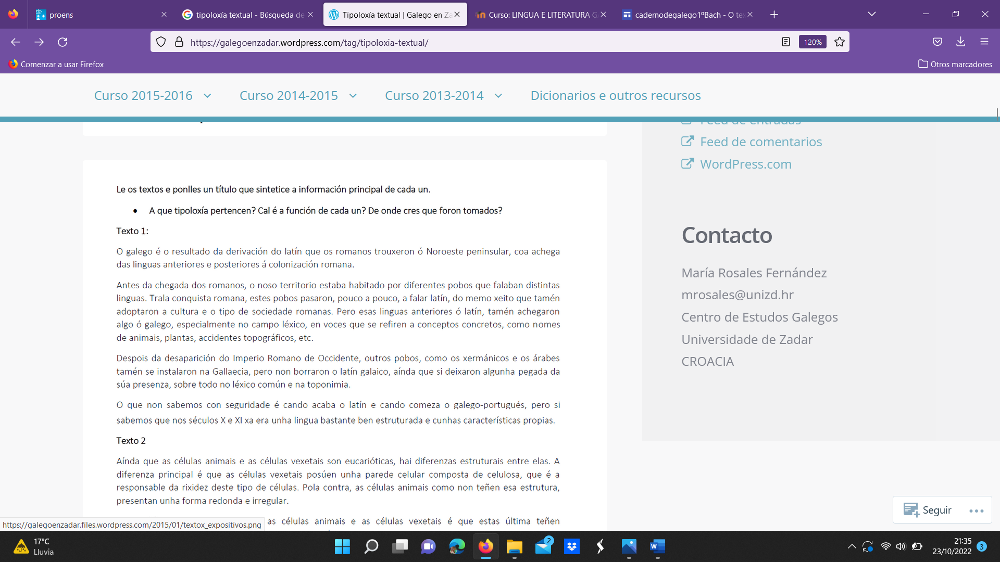 proens
tipoloxía textual - Búsqueda de
Tipoloxía textual | Galego en Za
Curso: LINGUA E LITERATURA G
cadernodegalego1ºBach - O te
https://galegoenzadar.wordpress.com/tag/tipoloxia-textual/
120%
Comenzar a usar Firefox
Otros marcadores
Curso 2015-2016
Curso 2014-2015
Curso 2013-2014
Dicionarios e outros recursos
Feed de entradas
Feed de comentarios
WordPress.com
Le os textos e ponlles un título que sintetice a información principal de cada un.
• A que tipoloxía pertencen? Cal é a función de cada un? De onde cres que foron tomados?
Texto 1:
O galego é o resultado da derivación do latín que os romanos trouxeron ó Noroeste peninsular, coa achega
das linguas anteriores e posteriores á colonización romana.
Antes da chegada dos romanos, o noso territorio estaba habitado por diferentes pobos que falaban distintas
linguas. Trala conquista romana, estes pobos pasaron, pouco a pouco, a falar latín, do memo xeito que tamén
adoptaron a cultura e o tipo de sociedade romanas. Pero esas linguas anteriores ó latín, tamén achegaron
algo ó galego, especialmente no campo léxico, en voces que se refiren a conceptos concretos, como nomes
de animais, plantas, accidentes topográficos, etc.
Despois da desaparición do Imperio Romano de Occidente, outros pobos, como os xermánicos e os árabes
tamén se instalaron na Gallaecia, pero non borraron o latín galaico, aínda que si deixaron algunha pegada da
súa presenza, sobre todo no léxico común e na toponimia.
O que non sabemos con seguridade é cando acaba o latín e cando comeza o galego-portugués, pero si
sabemos que nos séculos X e XI xa era unha lingua bastante ben estruturada e cunhas características propias.
Texto 2
Aínda que as células animais e as células vexetais son eucarióticas, hai diferenzas estruturais entre elas. A
diferenza principal é que as células vexetais posúen unha parede celular composta de celulosa, que é a
responsable da rixidez deste tipo de células. Pola contra, as células animais como non teñen esa estrutura,
presentan unha forma redonda e irregular.
as células animais e as células vexetais é que estas última teñen
Contacto
María Rosales Fernández
mrosales@unizd.hr
Centro de Estudos Galegos
Universidade de Zadar
CROACIA
Seguir
https://galegoenzadar.files.wordpress.com/2015/01/textox_expositivos.png
17°C
Lluvia
2
21:35
23/10/2022
3